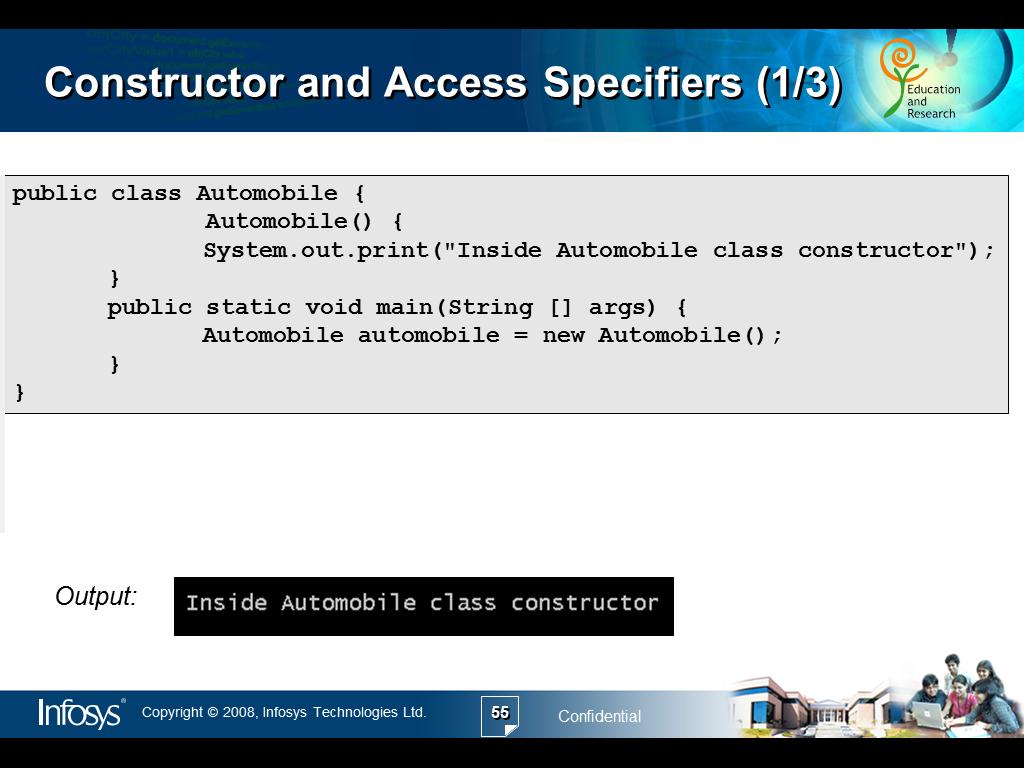 Constructor and Access Specifiers (1/3)
Education
and
Research
public class Automobile {
Automobile() {
System.out.print("Inside Automobile class constructor");
}
public static void main(String [] args) {
Automobile automobile = new Automobile();
}
}
Output:
Inside Automobile class constructor
Infosys®
Copyright © 2008, Infosys Technologies Ltd.
55
Confidential